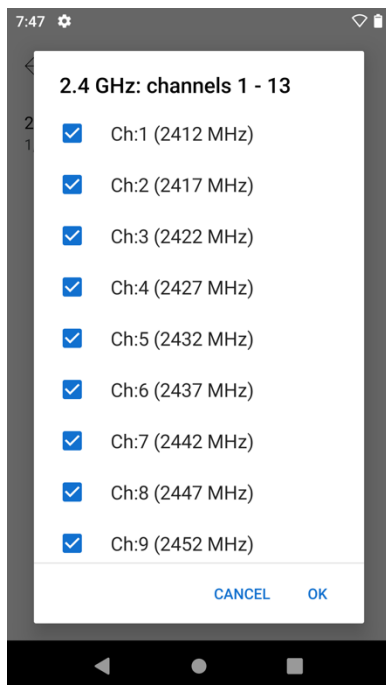 7:47
2.4 GHz: channels 1 - 13
2
1
Ch:1 (2412 MHz)
Ch:2 (2417 MHz)
Ch:3 (2422 MHz)
Ch:4 (2427 MHz)
Ch:5 (2432 MHz)
Ch:6 (2437 MHz)
Ch:7 (2442 MHz)
Ch:8 (2447 MHz)
Ch:9 (2452 MHz)
CANCEL OK